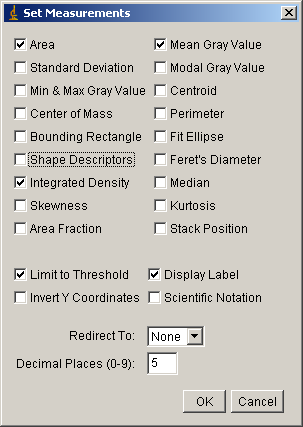 Set Measurements
Area Mean Gray Value
Standard Deviation Modal Gray Value
Min & Max Gray Value Centroid
Center of Mass Perimeter
Bounding Rectangle Fit Ellipse
Shape Descriptors Feret's Diameter
Integrated Density Median
Skewness Kurtosis
Area Fraction Stack Position
Limit to Threshold Display Label
Invert Y Coordinates Scientific Notation
Redirect To: None
Decimal Places (0-9): 5
OK Cancel